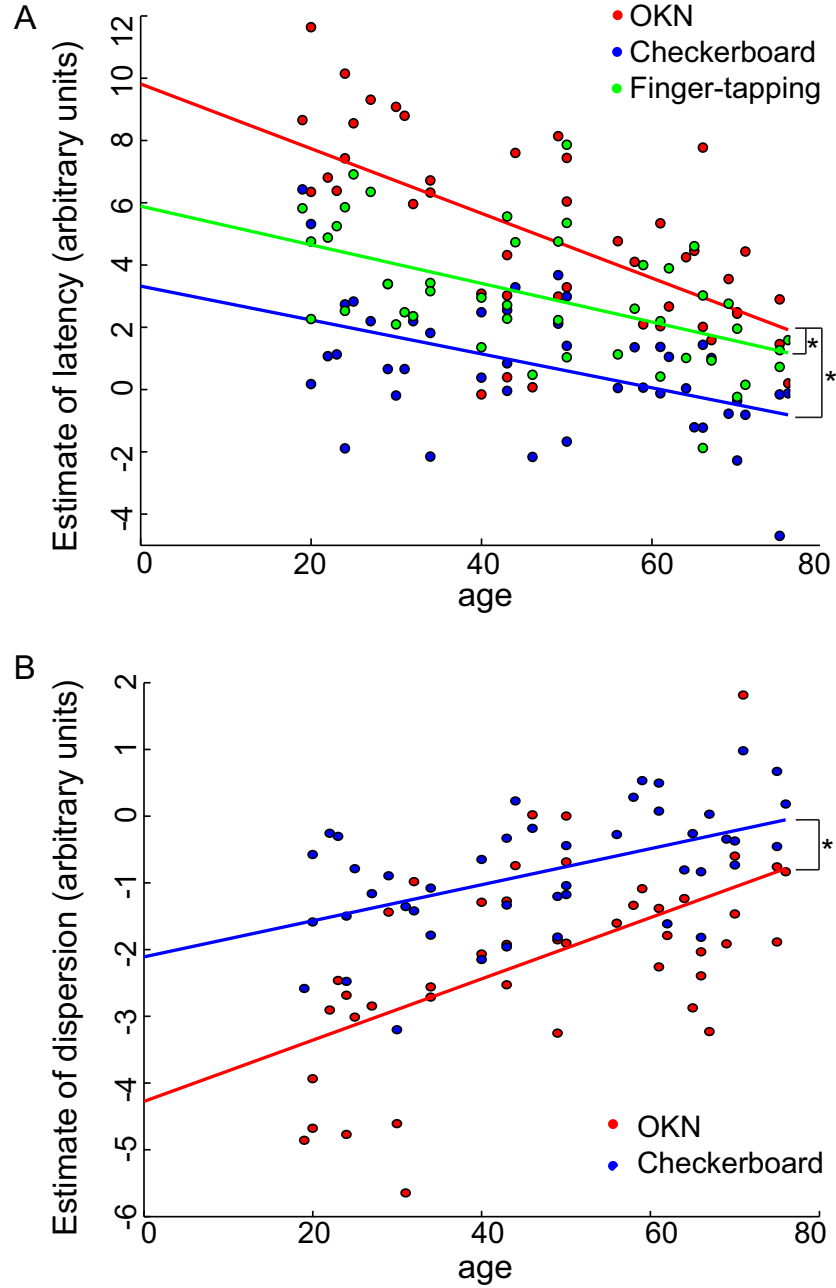 A
OKN
Checkerboard
Finger-tapping
Estimate of latency (arbitrary units)
12
10
8
6
4
2
0
-2
-4
*
*
0
20
40
60
80
age
B
Estimate of dispersion (arbitrary units)
2
1
0
-1
-2
-3
-4
-5
-6
*
OKN
Checkerboard
0
20
40
60
80
age